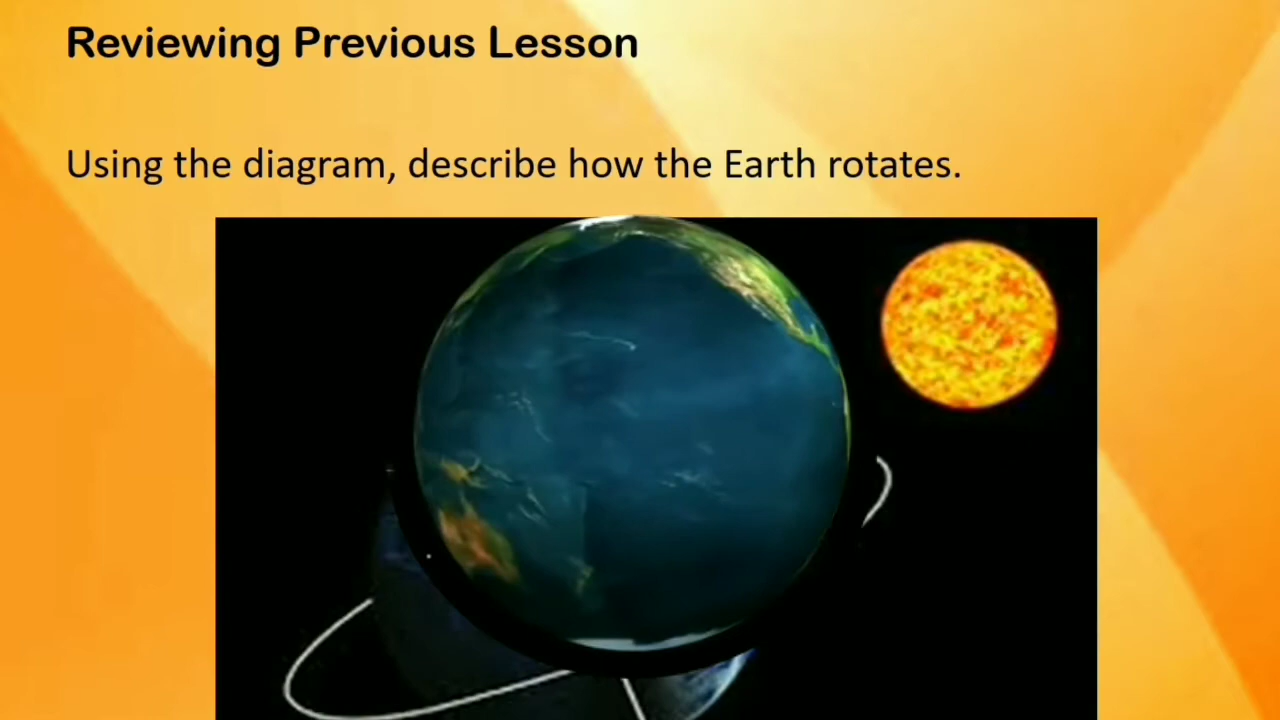 Reviewing Previous Lesson
Using the diagram, describe how the Earth rotates.